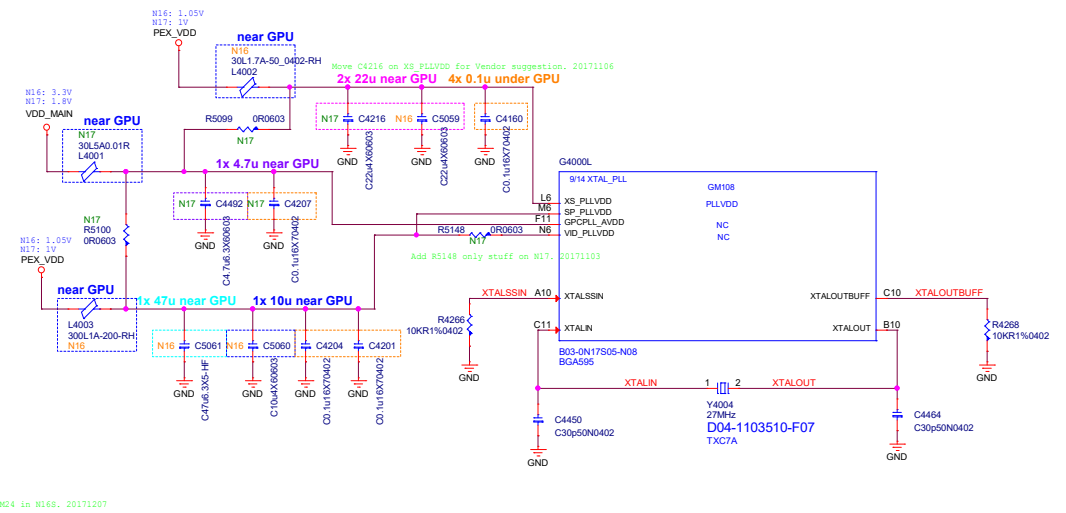 N16: 1.05V
N17: 1V
PEX_VDD
near GPU
N16
30L1.7A-50_0402-RH
L4002
Move C4216 on XS_PLLVDD for Vendor suggestion. 20171106
2x 22u near GPU
4x 0.1u under GPU
N16: 3.3V
N17: 1.8V
VDD_MAIN
near GPU
N17
30L5A0.01R
L4001
R5099
0R0603
N17
N17
C4216
N16
C5059
C4160
GND
GND
GND
C22u4X60603
C22u4X60603
C0.1u16X70402
1x 4.7u near GPU
N17
C4492
N17
C4207
GND
GND
C4.7u6.3X60603
C0.1u16X70402
N17
R5100
0R0603
N16: 1.05V
N17: 1V
PEX_VDD
near GPU
L4003
300L1A-200-RH
N16
1x 47u near GPU
1x 10u near GPU
N16
C5061
N16
C5060
C4204
C4201
GND
GND
GND
GND
C47u6.3X5-HF
C10u4X60603
C0.1u16X70402
C0.1u16X70402
G4000L
9/14 XTAL_PLL
GM108
PLLVDD
NC
NC
L6
XS_PLLVDD
M6
SP_PLLVDD
F11
GPCPLL_AVDD
N6
VID_PLLVDD
R5148
0R0603
N17
Add R5148 only stuff on N17. 20171103
XTALSSIN
A10
XTALSSIN
XTALOUTBUFF
C10
XTALOUTBUFF
R4266
10KR1%0402
GND
C11
XTALIN
XTALOUT
B10
R4268
10KR1%0402
GND
B03-0N17S05-N08
BGA595
XTALIN
1
2
XTALOUT
Y4004
27MHz
D04-1103510-F07
TXC7A
C4450
C30p50N0402
GND
C4464
C30p50N0402
GND
M24 in N16S. 20171207